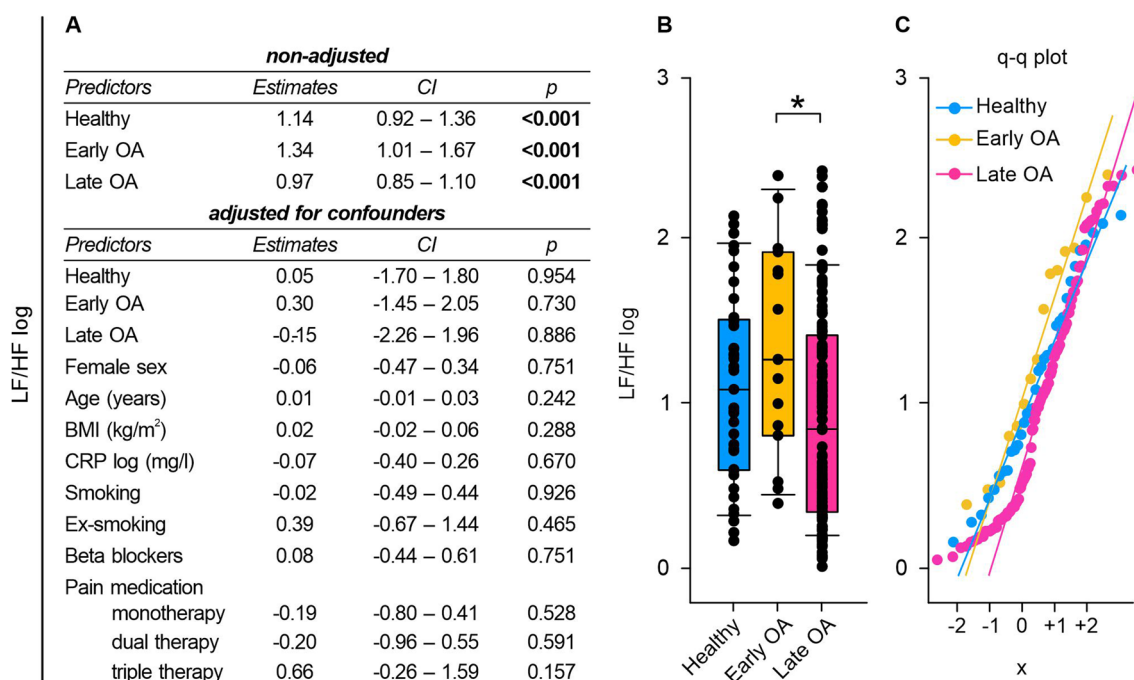 A
non-adjusted
Predictors Estimates CI p
Healthy 1.14 0.92 – 1.36 <0.001
Early OA 1.34 1.01 – 1.67 <0.001
Late OA 0.97 0.85 – 1.10 <0.001
adjusted for confounders
Predictors Estimates CI p
Healthy 0.05 -1.70 – 1.80 0.954
Early OA 0.30 -1.45 – 2.05 0.730
Late OA -0-15 -2.26 – 1.96 0.886
Female sex -0.06 -0.47 – 0.34 0.751
Age (years) 0.01 -0.01 – 0.03 0.242
BMI (kg/m²) 0.02 -0.02 – 0.06 0.288
CRP log (mg/l) -0.07 -0.40 – 0.26 0.670
Smoking -0.02 -0.49 – 0.44 0.926
Ex-smoking 0.39 -0.67 – 1.44 0.465
Beta blockers 0.08 -0.44 – 0.61 0.751
Pain medication
monotherapy -0.19 -0.80 – 0.41 0.528
dual therapy -0.20 -0.96 – 0.55 0.591
triple therapy 0.66 -0.26 – 1.59 0.157
LF/HF log
B
3
2
1
0
LF/HF log
*
Healthy
Early OA
Late OA
C
q-q plot
3
2
1
0
Healthy
Early OA
Late OA
-2 -1 0 +1 +2
x